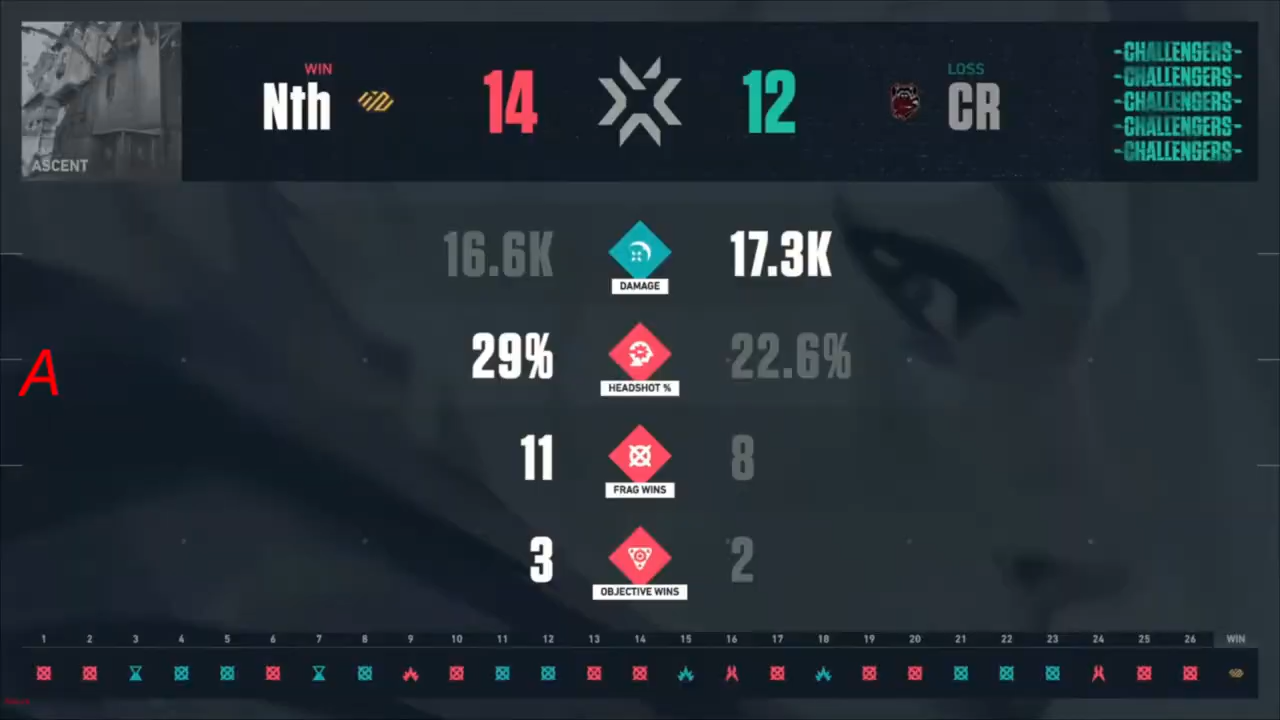 WIN
Nth
14
12
LOSS
CR
-CHALLENGERS-
-CHALLENGERS-
-CHALLENGERS-
-CHALLENGERS-
-CHALLENGERS-
ASCENT
16.6K
DAMAGE
17.3K
29%
HEADSHOT %
22.6%
A
11
FRAG WINS
8
3
OBJECTIVE WINS
2
1 2 3 4 5 6 7 8 9 10 11 12 13 14 15 16 17 18 19 20 21 22 23 24 25 26 WIN